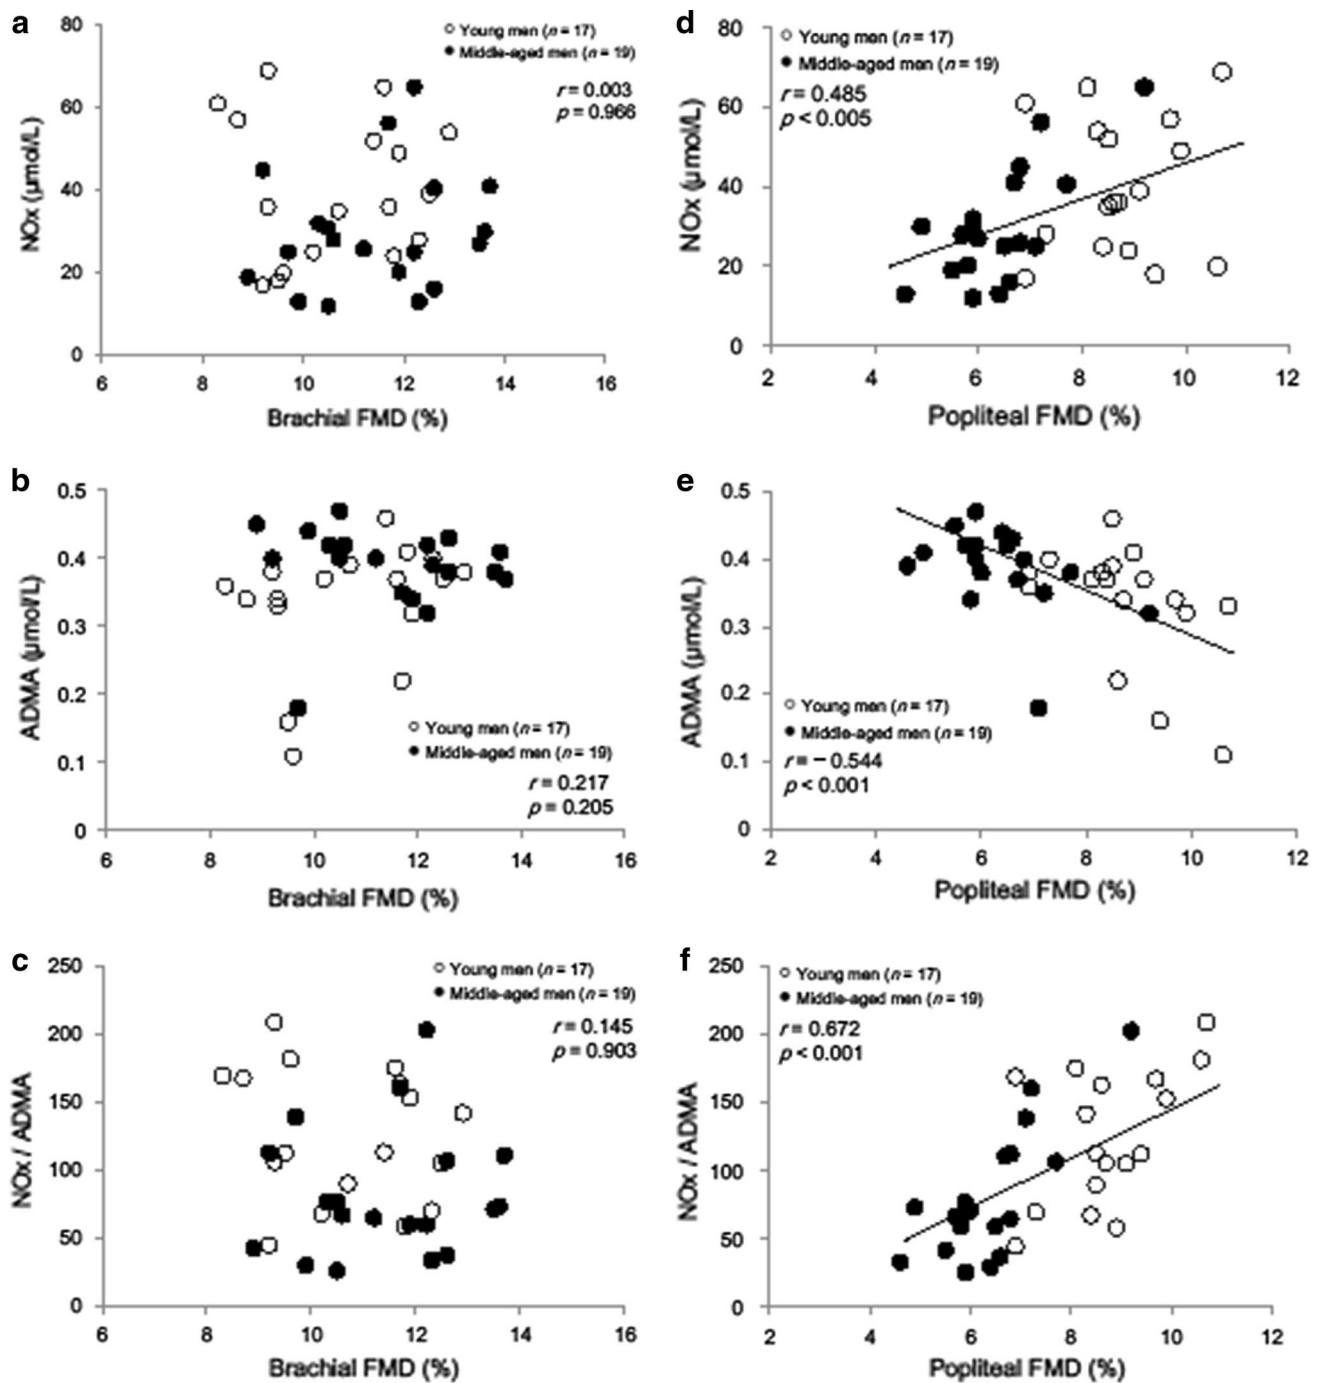 a
80
60
40
20
0
NOx (µmol/L)
6 8 10 12 14 16
Brachial FMD (%)
Young men (n = 17)
Middle-aged men (n = 19)
r = 0.003
p = 0.966
d
80
60
40
20
0
NOx (µmol/L)
2 4 6 8 10 12
Popliteal FMD (%)
Young men (n = 17)
Middle-aged men (n = 19)
r = 0.485
p < 0.005
b
0.5
0.4
0.3
0.2
0.1
0
ADMA (µmol/L)
6 8 10 12 14 16
Brachial FMD (%)
Young men (n = 17)
Middle-aged men (n = 19)
r = 0.217
p = 0.205
e
0.5
0.4
0.3
0.2
0.1
0
ADMA (µmol/L)
2 4 6 8 10 12
Popliteal FMD (%)
Young men (n = 17)
Middle-aged men (n = 19)
r = − 0.544
p < 0.001
c
250
200
150
100
50
0
NOx / ADMA
6 8 10 12 14 16
Brachial FMD (%)
Young men (n = 17)
Middle-aged men (n = 19)
r = 0.145
p = 0.903
f
250
200
150
100
50
0
NOx / ADMA
2 4 6 8 10 12
Popliteal FMD (%)
Young men (n = 17)
Middle-aged men (n = 19)
r = 0.672
p < 0.001